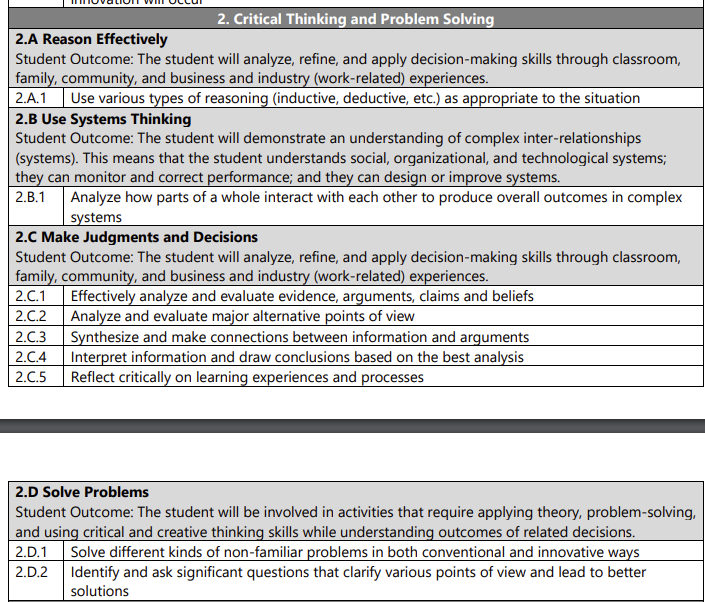 innovation will occur
2. Critical Thinking and Problem Solving
2.A Reason Effectively
Student Outcome: The student will analyze, refine, and apply decision-making skills through classroom,
family, community, and business and industry (work-related) experiences.
2.A.1 Use various types of reasoning (inductive, deductive, etc.) as appropriate to the situation
2.B Use Systems Thinking
Student Outcome: The student will demonstrate an understanding of complex inter-relationships
(systems). This means that the student understands social, organizational, and technological systems;
they can monitor and correct performance; and they can design or improve systems.
2.B.1 Analyze how parts of a whole interact with each other to produce overall outcomes in complex
systems
2.C Make Judgments and Decisions
Student Outcome: The student will analyze, refine, and apply decision-making skills through classroom,
family, community, and business and industry (work-related) experiences.
2.C.1 Effectively analyze and evaluate evidence, arguments, claims and beliefs
2.C.2 Analyze and evaluate major alternative points of view
2.C.3 Synthesize and make connections between information and arguments
2.C.4 Interpret information and draw conclusions based on the best analysis
2.C.5 Reflect critically on learning experiences and processes
2.D Solve Problems
Student Outcome: The student will be involved in activities that require applying theory, problem-solving,
and using critical and creative thinking skills while understanding outcomes of related decisions.
2.D.1 Solve different kinds of non-familiar problems in both conventional and innovative ways
2.D.2 Identify and ask significant questions that clarify various points of view and lead to better
solutions